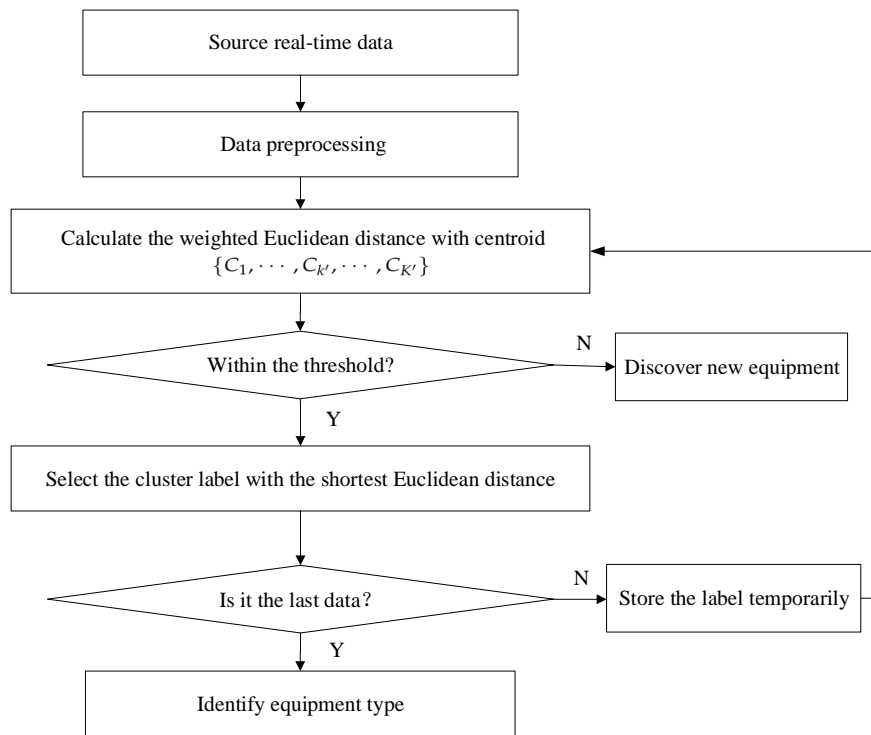 Source real-time data
Data preprocessing
Calculate the weighted Euclidean distance with centroid
{C₁, · · · , Cₖ′, · · · , C_K′}
Within the threshold?
N
Discover new equipment
Y
Select the cluster label with the shortest Euclidean distance
Is it the last data?
N
Store the label temporarily
Y
Identify equipment type